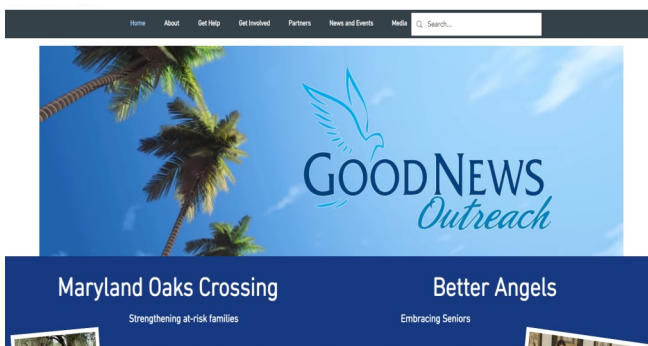 Home About Get Help Get Involved Partners News and Events Media Search...
GOOD NEWS
Outreach
Maryland Oaks Crossing
Strengthening at-risk families
Better Angels
Embracing Seniors